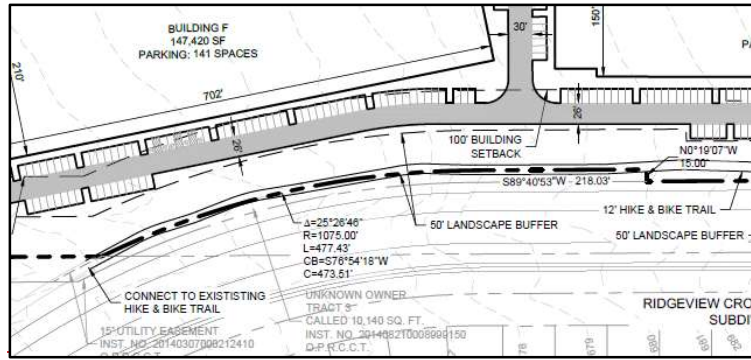 BUILDING F
147,420 SF
PARKING: 141 SPACES
30'
150'
210'
702'
26'
26'
100' BUILDING
SETBACK
N0°19'07"W
15.00'
S89°40'53"W - 218.03'
12' HIKE & BIKE TRAIL
50' LANDSCAPE BUFFER
50' LANDSCAPE BUFFER
Δ=25°26'46"
R=1075.00'
L=477.43'
CB=S76°54'18"W
C=473.51'
CONNECT TO EXISTISTING
HIKE & BIKE TRAIL
UNKNOWN OWNER
TRACT 3
CALLED 10,140 SQ. FT.
INST. NO. 201408210008999150
O.P.R.C.C.T.
15' UTILITY EASEMENT
INST. NO. 20140307000212410
O.P.R.C.C.T.
RIDGEVIEW CRO
SUBDI